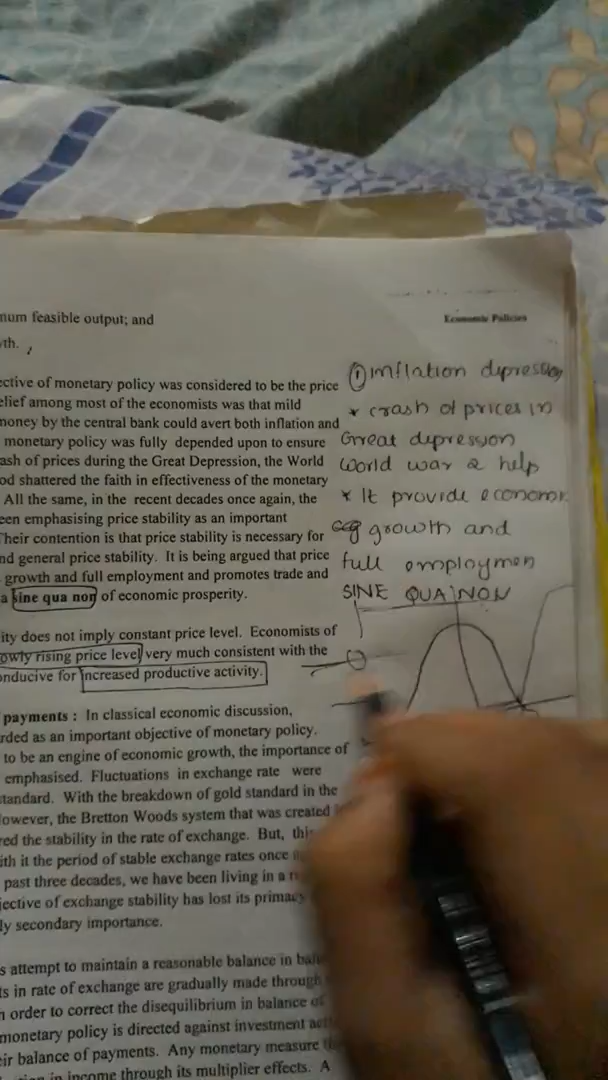 Economic Policies
num feasible output; and
wth.
ective of monetary policy was considered to be the price
elief among most of the economists was that mild
money by the central bank could avert both inflation and
monetary policy was fully depended upon to ensure
ash of prices during the Great Depression, the World
od shattered the faith in effectiveness of the monetary
All the same, in the recent decades once again, the
een emphasising price stability as an important
Their contention is that price stability is necessary for
nd general price stability. It is being argued that price
growth and full employment and promotes trade and
a sine qua non of economic prosperity.
ity does not imply constant price level. Economists of
owly rising price level very much consistent with the
onducive for increased productive activity.
payments : In classical economic discussion,
rded as an important objective of monetary policy.
to be an engine of economic growth, the importance of
emphasised. Fluctuations in exchange rate were
standard. With the breakdown of gold standard in the
However, the Bretton Woods system that was created
red the stability in the rate of exchange. But,
ith it the period of stable exchange rates once
past three decades, we have been living in a
jective of exchange stability has lost its primacy
ly secondary importance.
s attempt to maintain a reasonable balance in
ts in rate of exchange are gradually made through
n order to correct the disequilibrium in balance of
monetary policy is directed against investment
eir balance of payments. Any monetary measure
in income through its multiplier effects. A
① inflation depression
* crash of prices in
Great depression
World war 2 help
* It provide economi
growth and
full employmen
SINE QUA NON